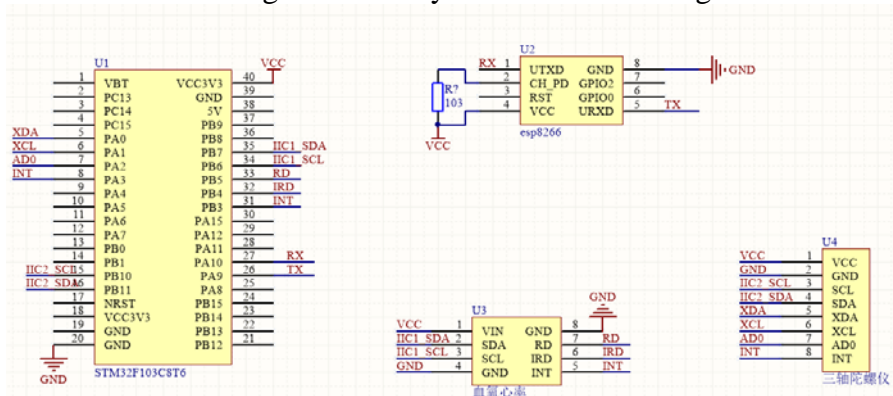 U1
VCC
1 VBT VCC3V3 40
2 PC13 GND 39
3 PC14 5V 38
4 PC15 PB9 37
XDA 5 PA0 PB8 36
XCL 6 PA1 PB7 35 IIC1_SDA
AD0 7 PA2 PB6 34 IIC1_SCL
INT 8 PA3 PB5 33 RD
9 PA4 PB4 32 IRD
10 PA5 PB3 31 INT
11 PA6 PA15 30
12 PA7 PA12 29
13 PB0 PA11 28
14 PB1 PA10 27 RX
IIC2_SCL 15 PB10 PA9 26 TX
IIC2_SDA 16 PB11 PA8 25
17 NRST PB15 24
18 VCC3V3 PB14 23
19 GND PB13 22
20 GND PB12 21
GND
STM32F103C8T6
U2
RX 1 UTXD GND 8 GND
2 CH_PD GPIO2 7
3 RST GPIO0 6
4 VCC URXD 5 TX
esp8266
R?
103
VCC
U3
GND
VCC 1 VIN GND 8
IIC1_SDA 2 SDA RD 7 RD
IIC1_SCL 3 SCL IRD 6 IRD
GND 4 GND INT 5 INT
血氧心率
U4
VCC 1 VCC
GND 2 GND
IIC2_SCL 3 SCL
IIC2_SDA 4 SDA
XDA 5 XDA
XCL 6 XCL
AD0 7 AD0
INT 8 INT
三轴陀螺仪